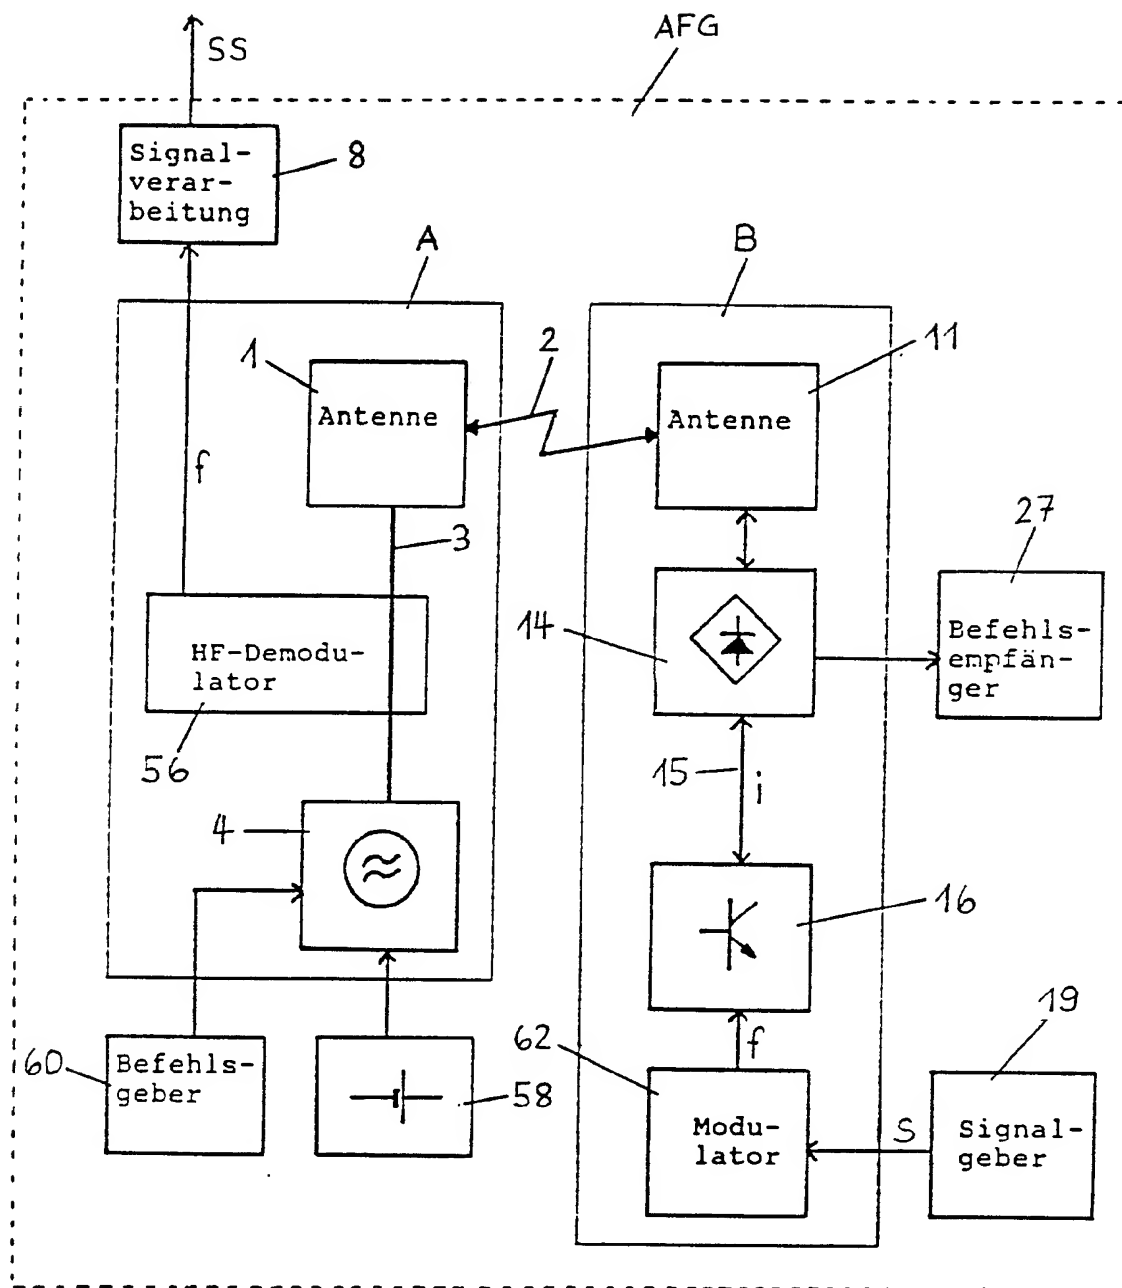 SS
AFG
Signal-
verar-
beitung
8
A
B
1
Antenne
2
11
Antenne
f
3
27
HF-Demodu-
lator
14
Befehls-
empfän-
ger
56
15
i
4
16
62
f
19
60
Befehls-
geber
58
Modu-
lator
S
Signal-
geber